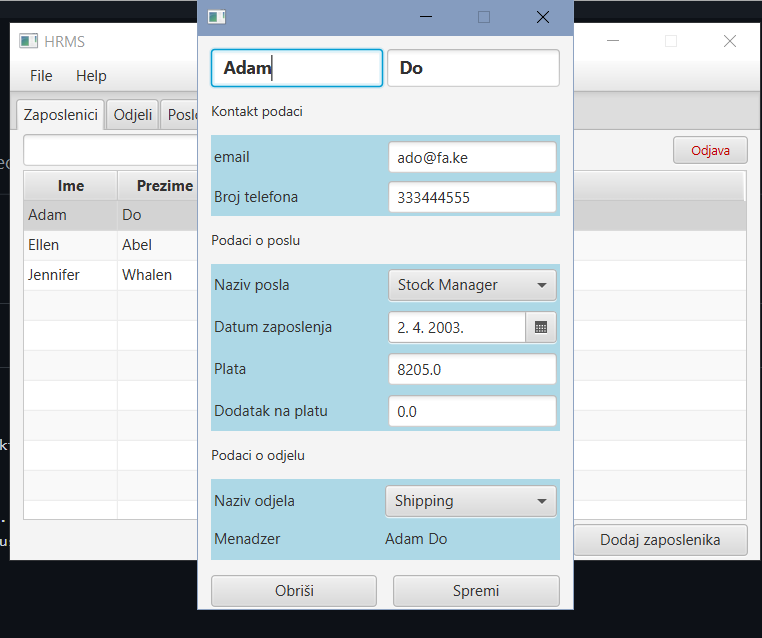 HRMS
File Help
Zaposlenici Odjeli
Odjava
Ime Prezime
Adam Do
Ellen Abel
Jennifer Whalen
Dodaj zaposlenika
Adam Do
Kontakt podaci
email ado@fa.ke
Broj telefona 333444555
Podaci o poslu
Naziv posla Stock Manager
Datum zaposlenja 2. 4. 2003.
Plata 8205.0
Dodatak na platu 0.0
Podaci o odjelu
Naziv odjela Shipping
Menadzer Adam Do
Obriši Spremi